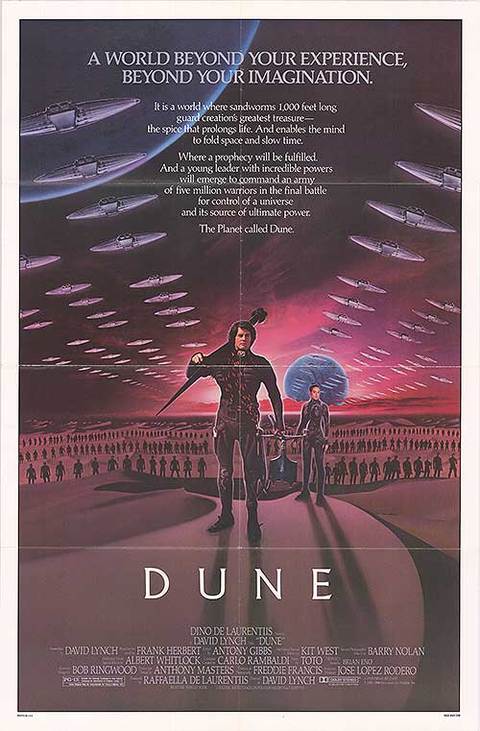 A WORLD BEYOND YOUR EXPERIENCE,
BEYOND YOUR IMAGINATION.
It is a world where sandworms 1,000 feet long
guard creation's greatest treasure—
the spice that prolongs life. And enables the mind
to fold space and slow time.
Where a prophecy will be fulfilled.
And a young leader with incredible powers
will emerge to command an army
of five million warriors in the final battle
for control of a universe
and its source of ultimate power.
The Planet called Dune.
DUNE
DINO DE LAURENTIIS
DAVID LYNCH "DUNE"
DAVID LYNCH FRANK HERBERT ANTONY GIBBS KIT WEST BARRY NOLAN
ALBERT WHITLOCK CARLO RAMBALDI TOTO BRIAN ENO
BOB RINGWOOD ANTHONY MASTERS FREDDIE FRANCIS JOSE LOPEZ RODERO
PG-13 RAFFAELLA DE LAURENTIIS DAVID LYNCH DOLBY STEREO